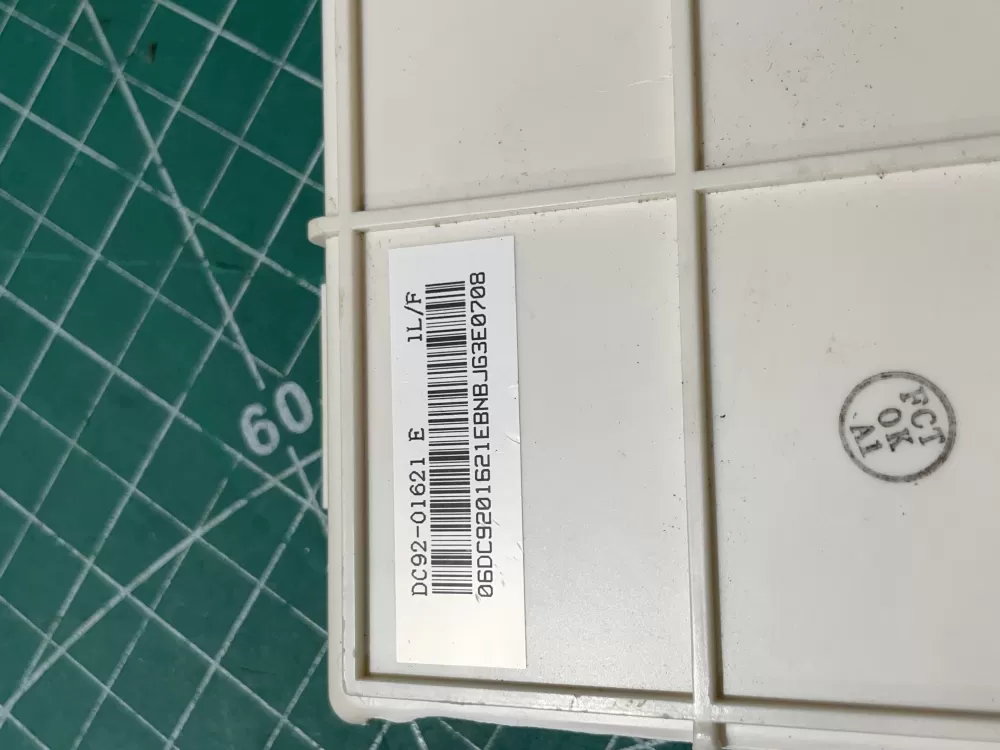 DC92-01621 E 1L/F
06DC9201621EBNBJG3E0708
FCT
OK
A1
60